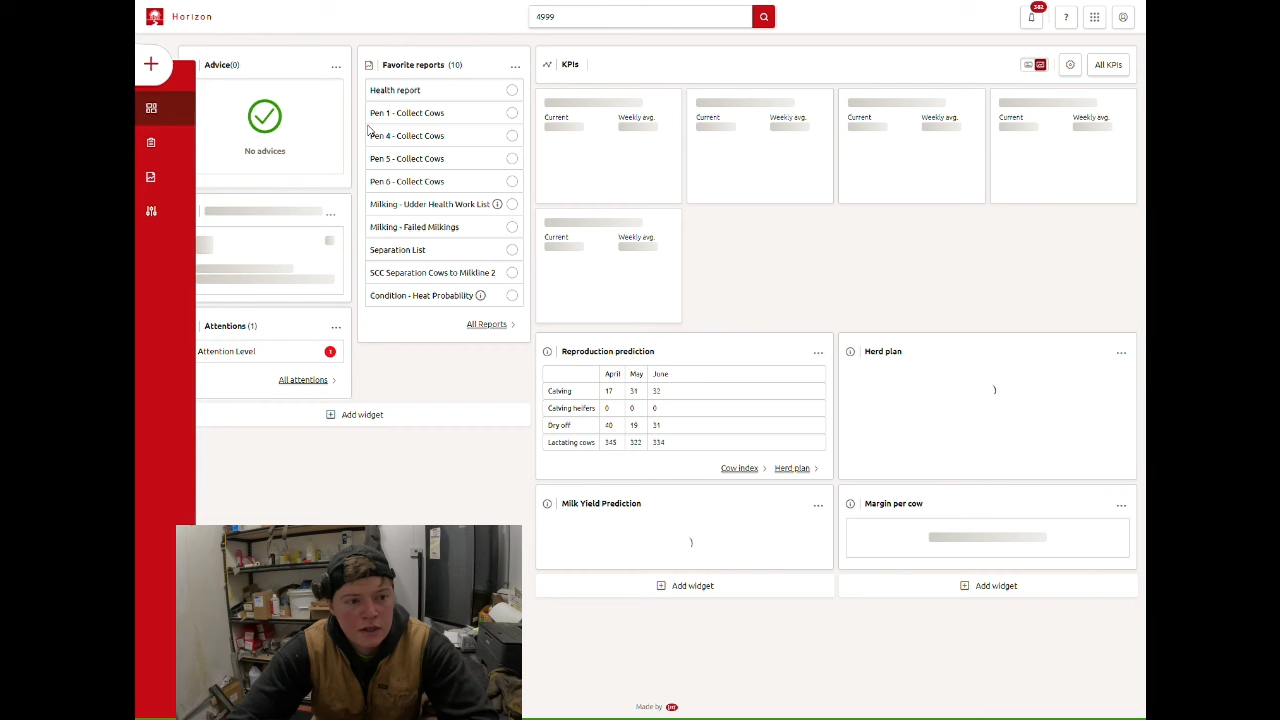 Horizon
4999
382
?
Advice(0)
No advices
Attentions (1)
Attention Level
1
All attentions
Add widget
Favorite reports (10)
Health report
Pen 1 - Collect Cows
Pen 4 - Collect Cows
Pen 5 - Collect Cows
Pen 6 - Collect Cows
Milking - Udder Health Work List
Milking - Failed Milkings
Separation List
SCC Separation Cows to Milkline 2
Condition - Heat Probability
All Reports
KPIs
All KPIs
Current Weekly avg.
Current Weekly avg.
Current Weekly avg.
Current Weekly avg.
Current Weekly avg.
Reproduction prediction
April May June
Calving 17 31 32
Calving heifers 0 0 0
Dry off 40 19 31
Lactating cows 345 322 334
Cow index
Herd plan
Herd plan
Milk Yield Prediction
Add widget
Margin per cow
Add widget
Made by